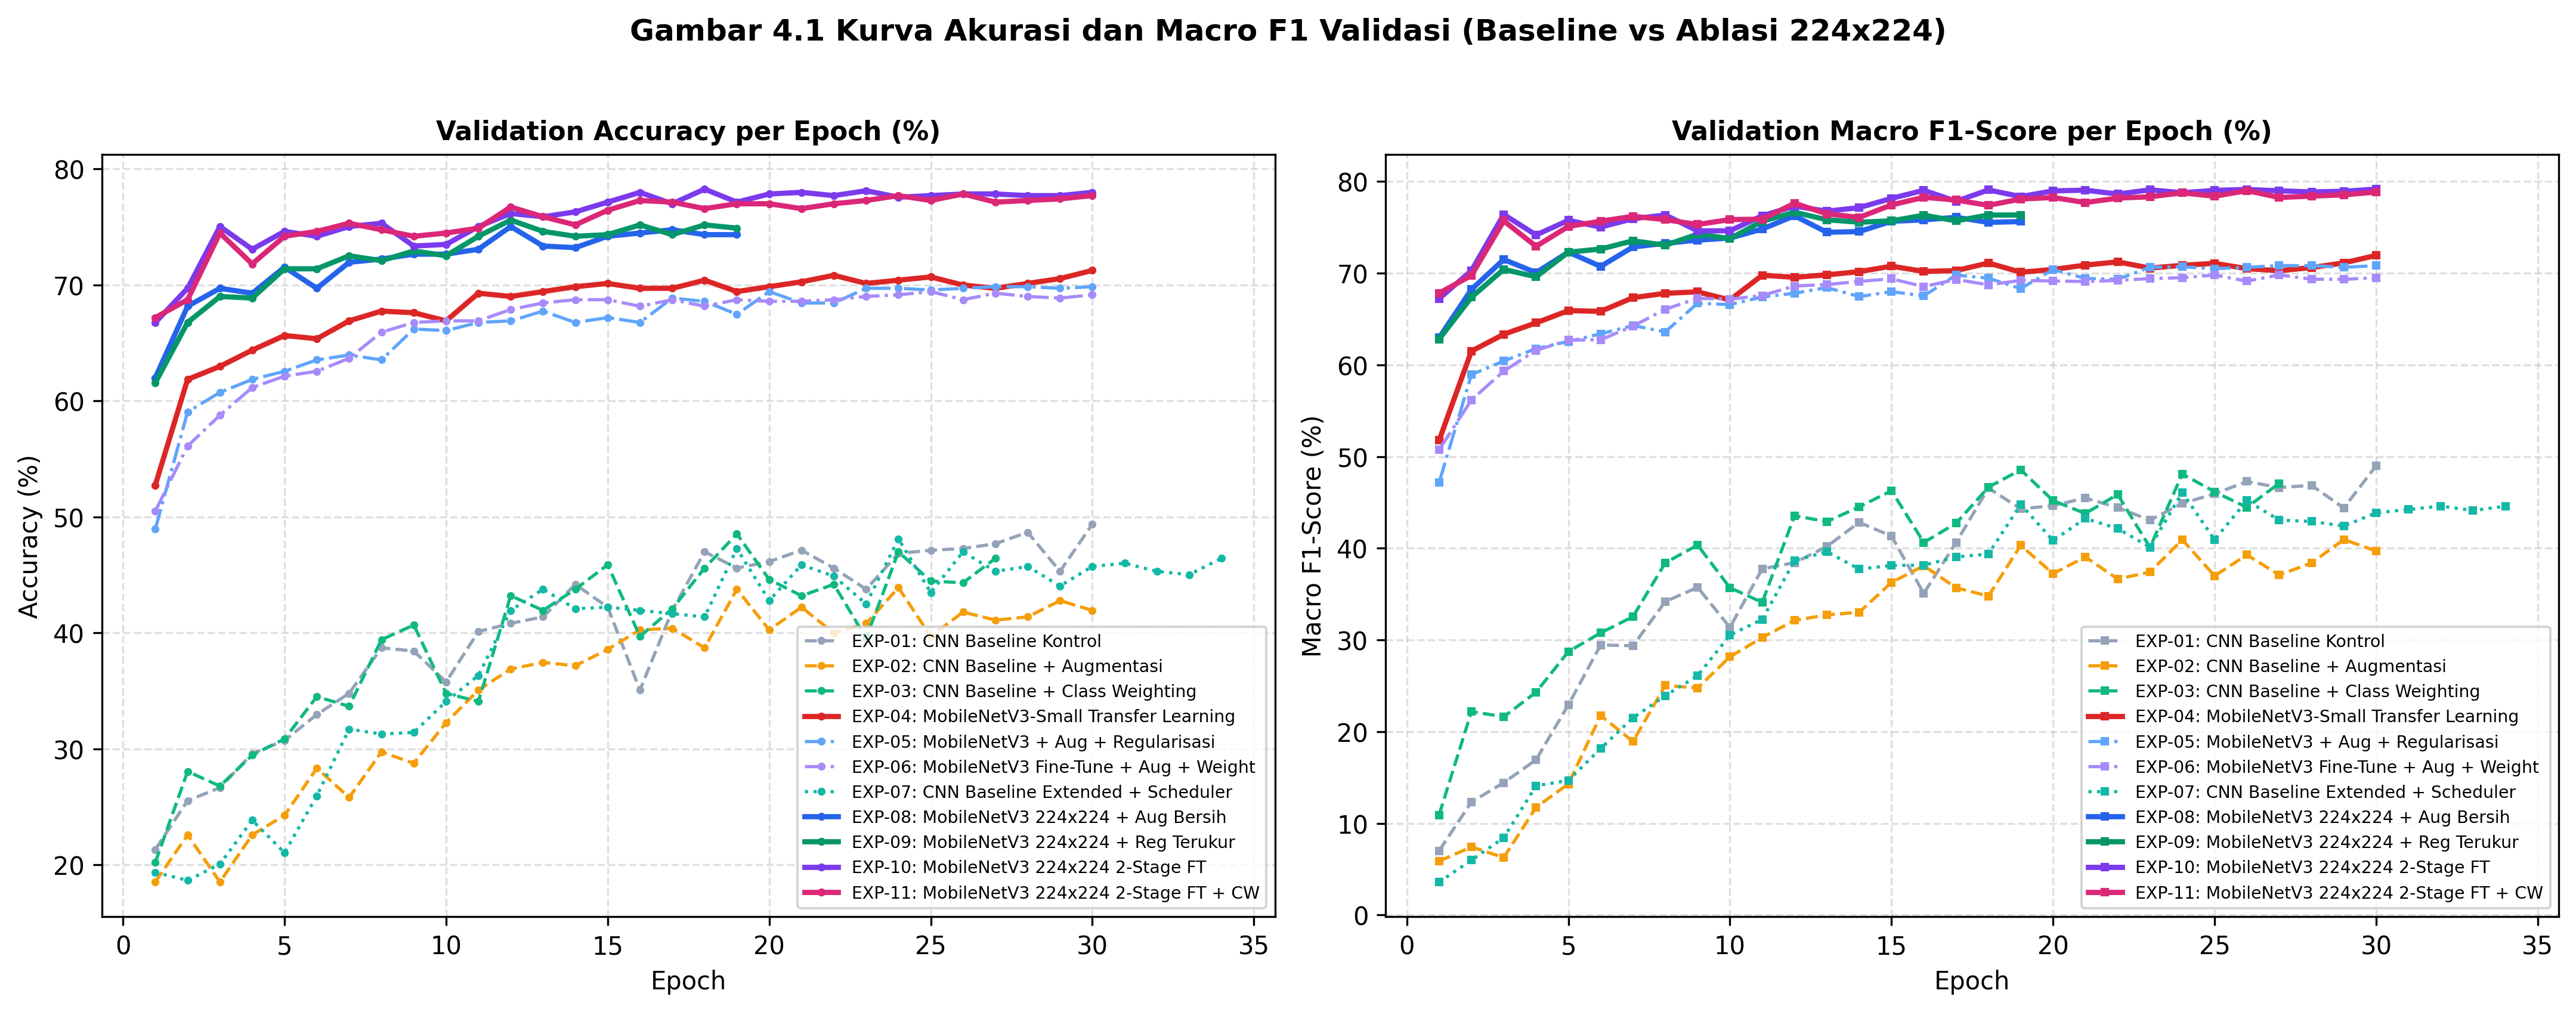 Gambar 4.1 Kurva Akurasi dan Macro F1 Validasi (Baseline vs Ablasi 224x224)
Validation Accuracy per Epoch (%)
Accuracy (%)
80
70
60
50
40
30
20
0 5 10 15 20 25 30 35
Epoch
EXP-01: CNN Baseline Kontrol
EXP-02: CNN Baseline + Augmentasi
EXP-03: CNN Baseline + Class Weighting
EXP-04: MobileNetV3-Small Transfer Learning
EXP-05: MobileNetV3 + Aug + Regularisasi
EXP-06: MobileNetV3 Fine-Tune + Aug + Weight
EXP-07: CNN Baseline Extended + Scheduler
EXP-08: MobileNetV3 224x224 + Aug Bersih
EXP-09: MobileNetV3 224x224 + Reg Terukur
EXP-10: MobileNetV3 224x224 2-Stage FT
EXP-11: MobileNetV3 224x224 2-Stage FT + CW
Validation Macro F1-Score per Epoch (%)
Macro F1-Score (%)
80
70
60
50
40
30
20
10
0
0 5 10 15 20 25 30 35
Epoch
EXP-01: CNN Baseline Kontrol
EXP-02: CNN Baseline + Augmentasi
EXP-03: CNN Baseline + Class Weighting
EXP-04: MobileNetV3-Small Transfer Learning
EXP-05: MobileNetV3 + Aug + Regularisasi
EXP-06: MobileNetV3 Fine-Tune + Aug + Weight
EXP-07: CNN Baseline Extended + Scheduler
EXP-08: MobileNetV3 224x224 + Aug Bersih
EXP-09: MobileNetV3 224x224 + Reg Terukur
EXP-10: MobileNetV3 224x224 2-Stage FT
EXP-11: MobileNetV3 224x224 2-Stage FT + CW